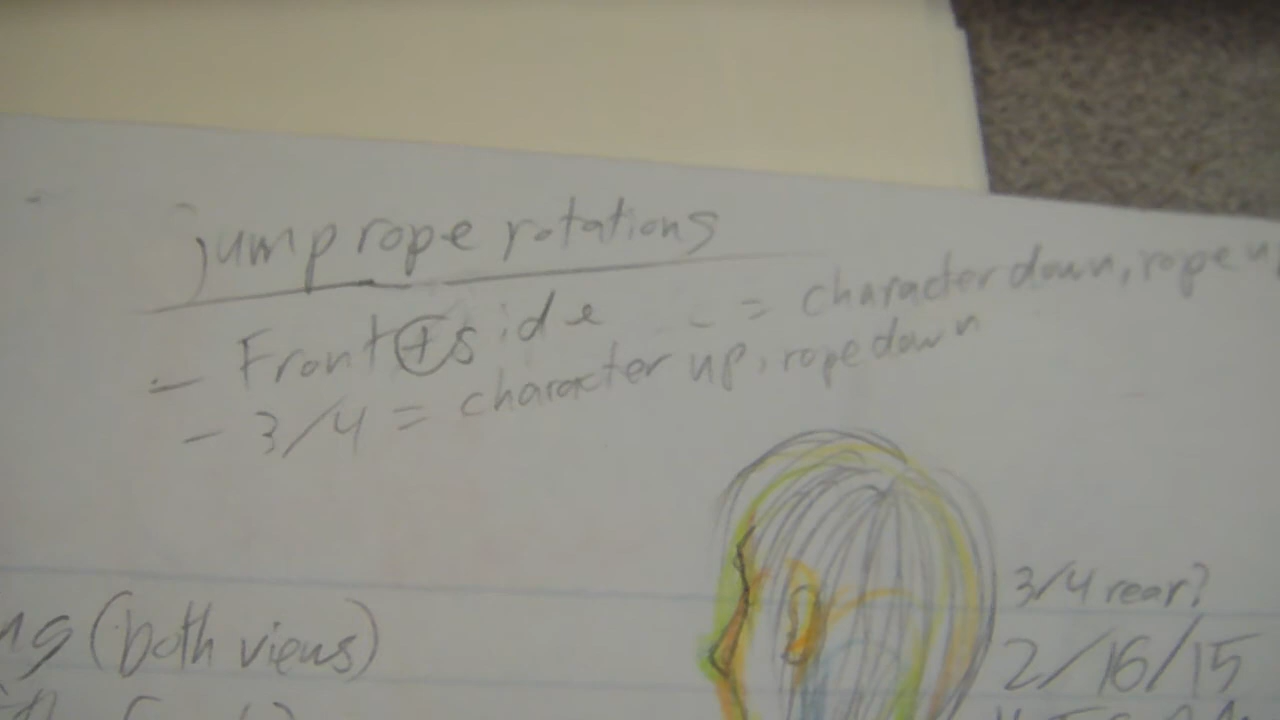 jump rope rotations
- Front + side = character down, rope
- 3/4 = character up, rope down
3/4 rear?
(both views)
2/16/15